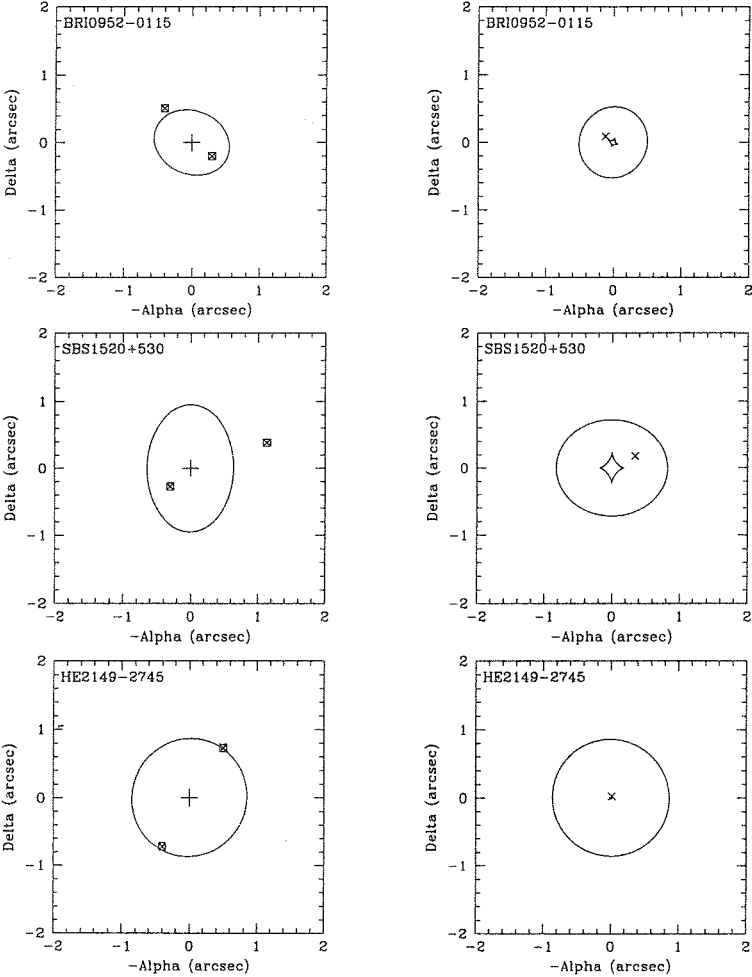 BRI0952-0115
2
1
0
-1
-2
Delta (arcsec)
-2 -1 0 1 2
-Alpha (arcsec)
BRI0952-0115
2
1
0
-1
-2
Delta (arcsec)
-2 -1 0 1 2
-Alpha (arcsec)
SBS1520+530
2
1
0
-1
-2
Delta (arcsec)
-2 -1 0 1 2
-Alpha (arcsec)
SBS1520+530
2
1
0
-1
-2
Delta (arcsec)
-2 -1 0 1 2
-Alpha (arcsec)
HE2149-2745
2
1
0
-1
-2
Delta (arcsec)
-2 -1 0 1 2
-Alpha (arcsec)
HE2149-2745
2
1
0
-1
-2
Delta (arcsec)
-2 -1 0 1 2
-Alpha (arcsec)